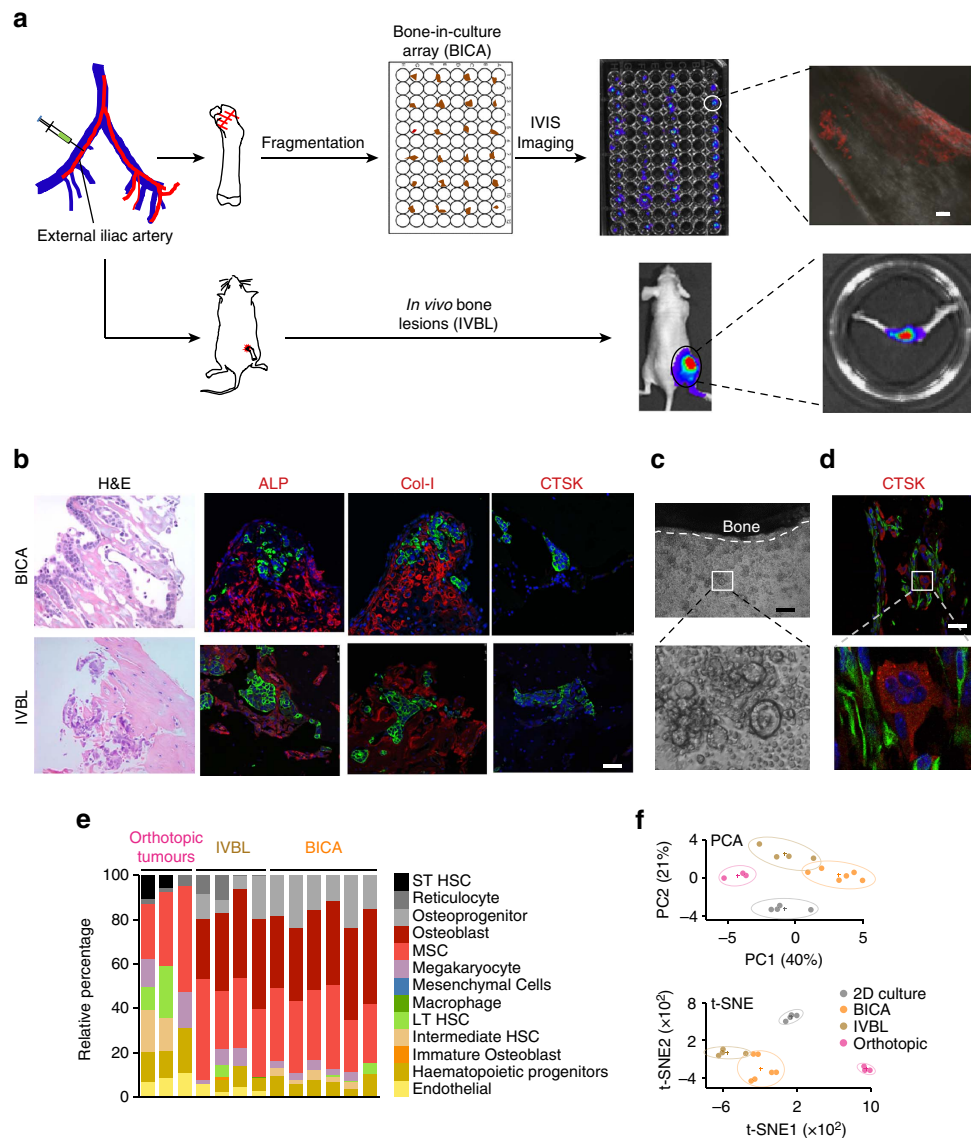 a
Bone-in-culture
array (BICA)
Fragmentation
IVIS
Imaging
External iliac artery
In vivo bone
lesions (IVBL)
b
H&E
ALP
Col-I
CTSK
BICA
IVBL
c
Bone
d
CTSK
e
Orthotopic
tumours
IVBL
BICA
100
80
60
40
20
0
Relative percentage
ST HSC
Reticulocyte
Osteoprogenitor
Osteoblast
MSC
Megakaryocyte
Mesenchymal Cells
Macrophage
LT HSC
Intermediate HSC
Immature Osteoblast
Haematopoietic progenitors
Endothelial
f
PCA
4
0
−4
PC2 (21%)
−5 0 5
PC1 (40%)
t-SNE
2
−4
t-SNE2 (×10²)
−6 2 10
t-SNE1 (×10²)
2D culture
BICA
IVBL
Orthotopic